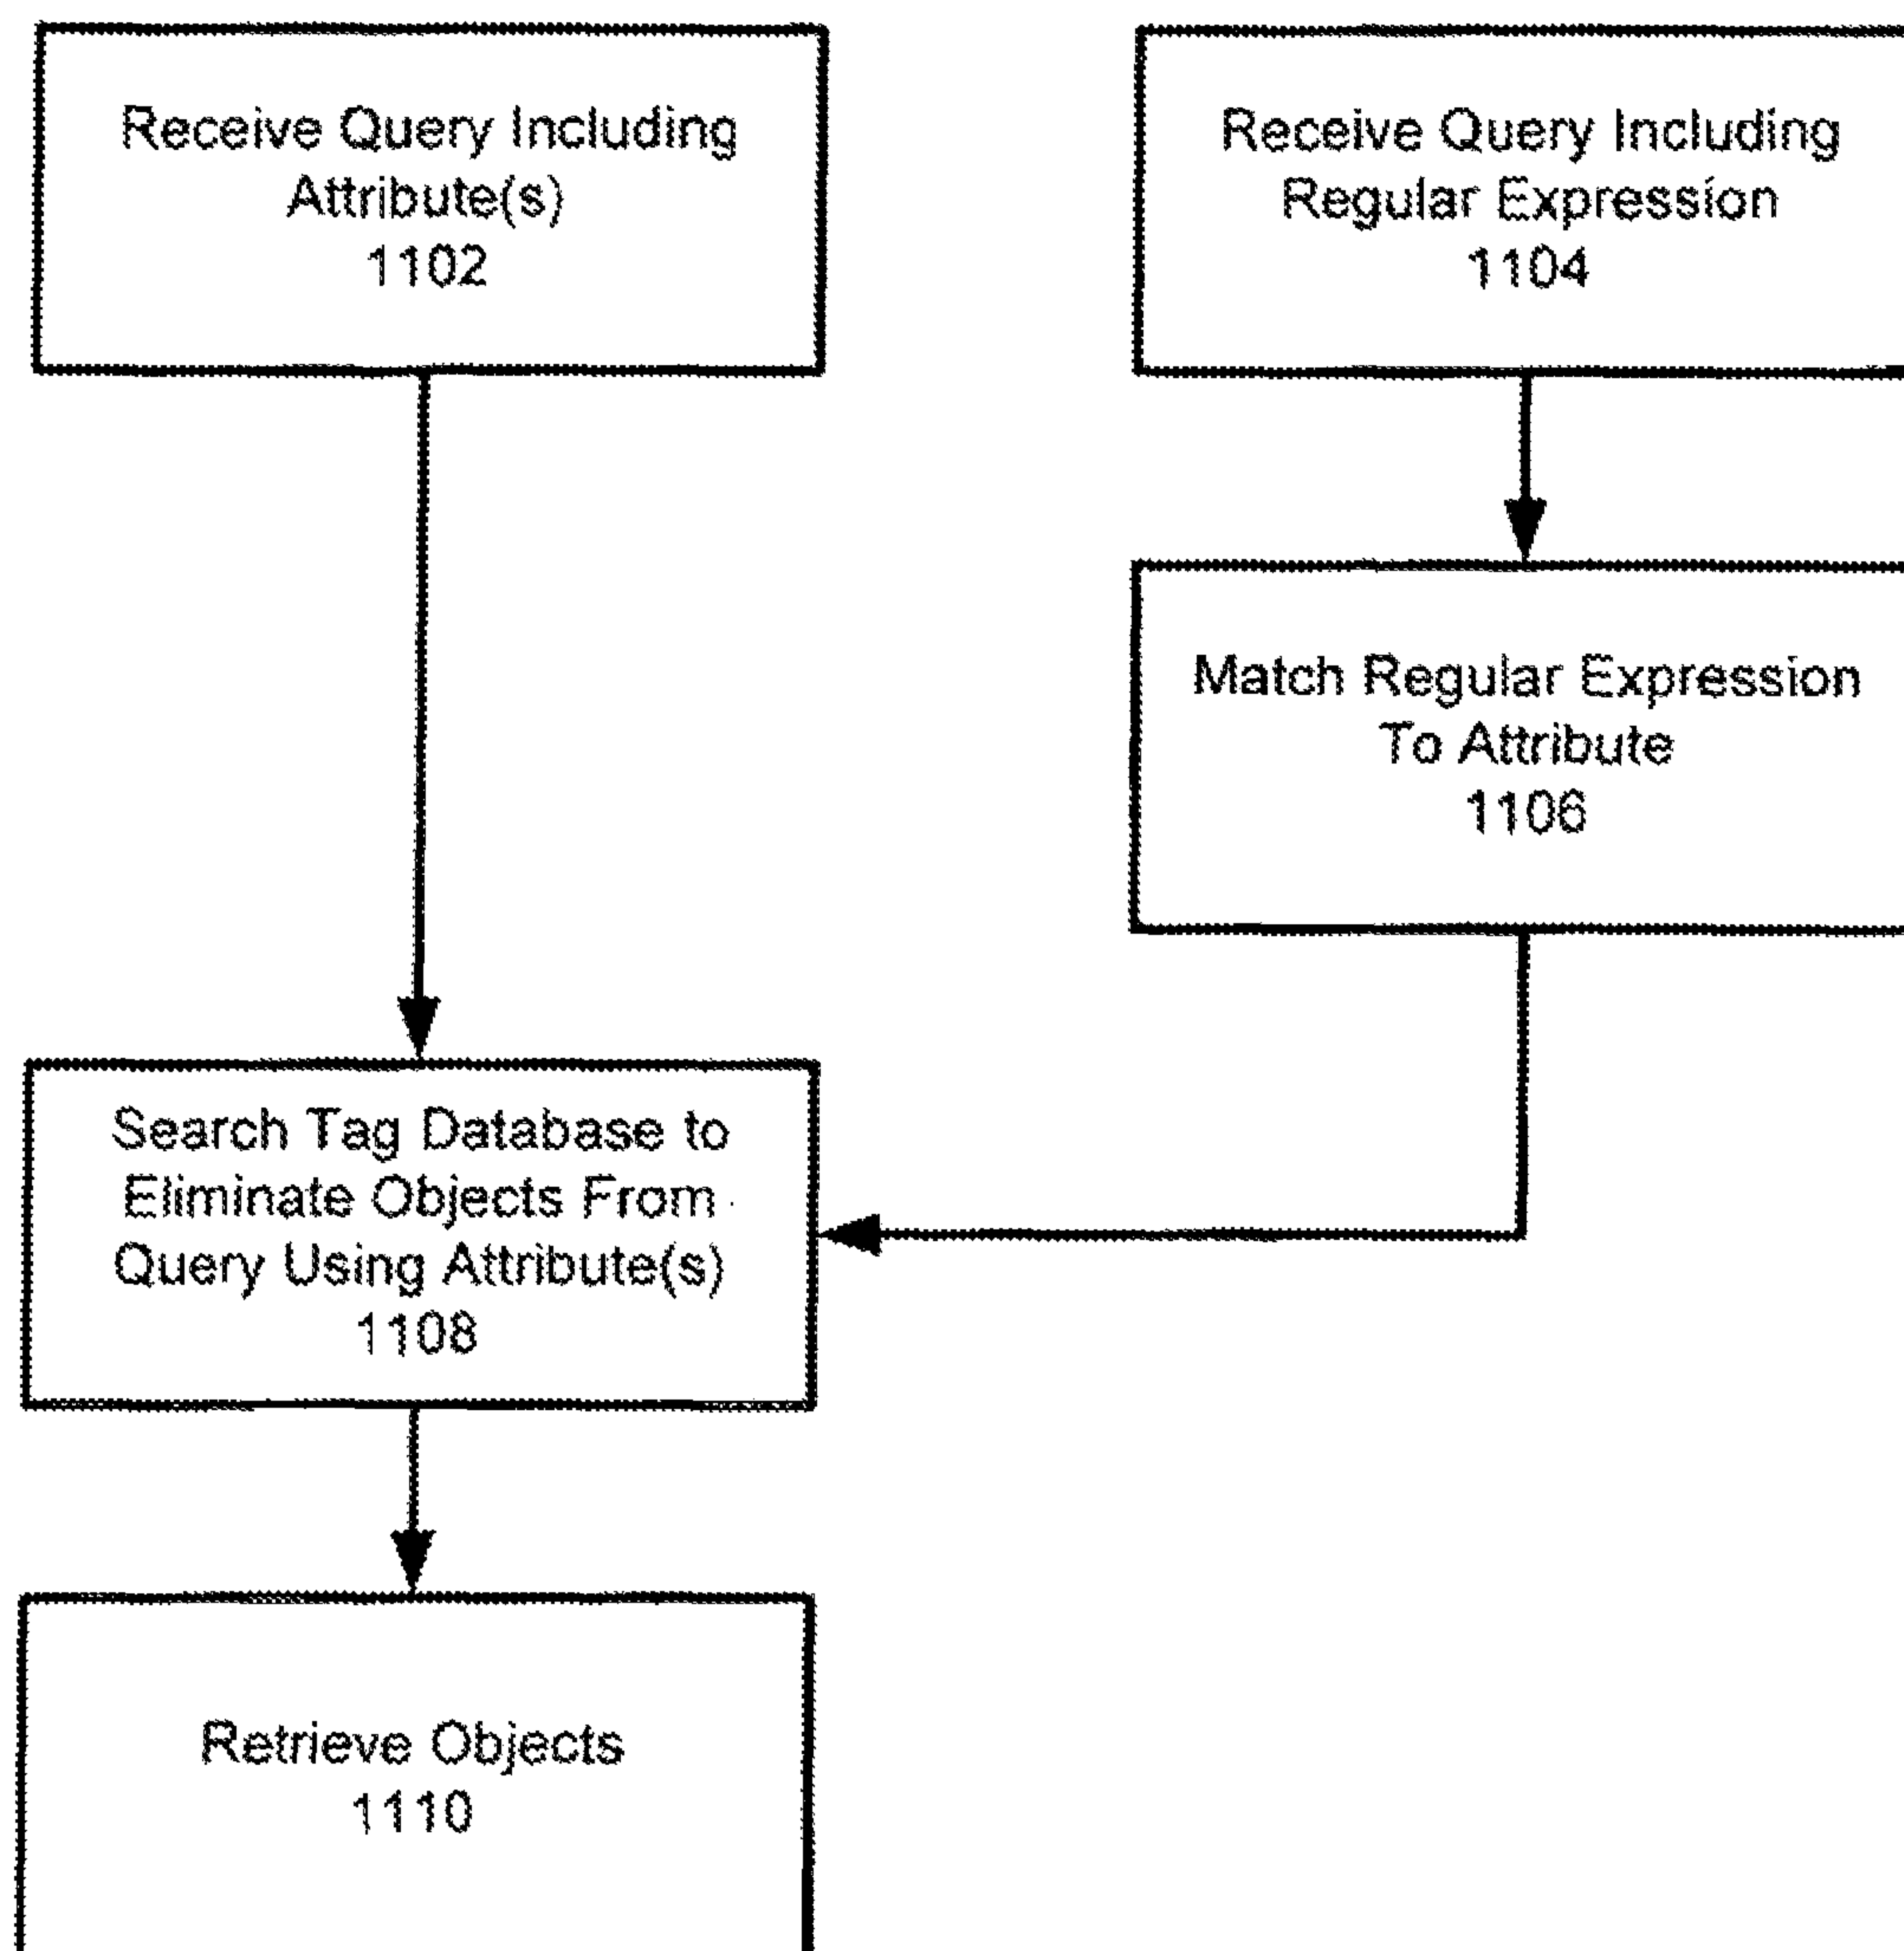 Receive Query Including
Attribute(s)
1102
Receive Query Including
Regular Expression
1104
Match Regular Expression
To Attribute
1106
Search Tag Database to
Eliminate Objects From
Query Using Attribute(s)
1108
Retrieve Objects
1110